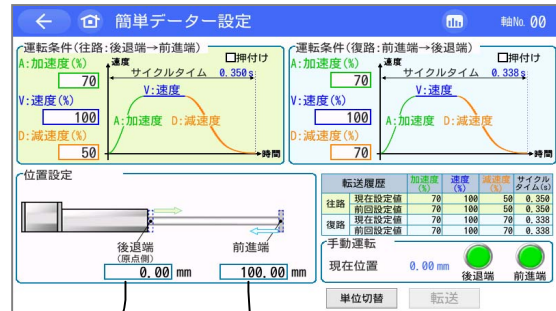 簡単データー設定
軸No. 00
運転条件(往路:後退端→前進端)
A:加速度(%)
70
V:速度(%)
100
D:減速度(%)
50
速度
押付け
サイクルタイム 0.350s
V:速度
A:加速度 D:減速度
時間
運転条件(復路:前進端→後退端)
A:加速度(%)
70
V:速度(%)
100
D:減速度(%)
70
速度
押付け
サイクルタイム 0.338s
V:速度
A:加速度 D:減速度
時間
位置設定
後退端
(原点側)
0.00 mm
前進端
100.00 mm
転送履歴 加速度(%) 速度(%) 減速度(%) サイクルタイム(s)
往路 現在設定値 70 100 50 0.350
前回設定値 70 100 50 0.350
復路 現在設定値 70 100 70 0.338
前回設定値 70 100 70 0.338
手動運転
現在位置 0.00 mm
後退端 前進端
単位切替 転送